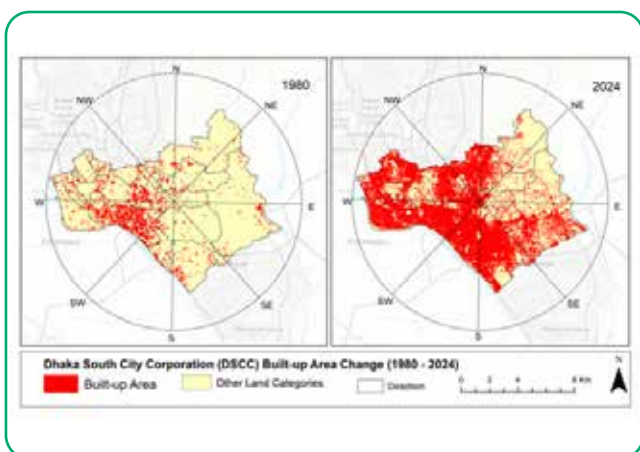 N
1980
NW
NE
W
E
SW
SE
S
N
2024
NW
NE
W
E
SW
SE
S
Dhaka South City Corporation (DSCC) Built-up Area Change (1980 - 2024)
Built-up Area
Other Land Categories
Direction
0 2 4 8 Km
N